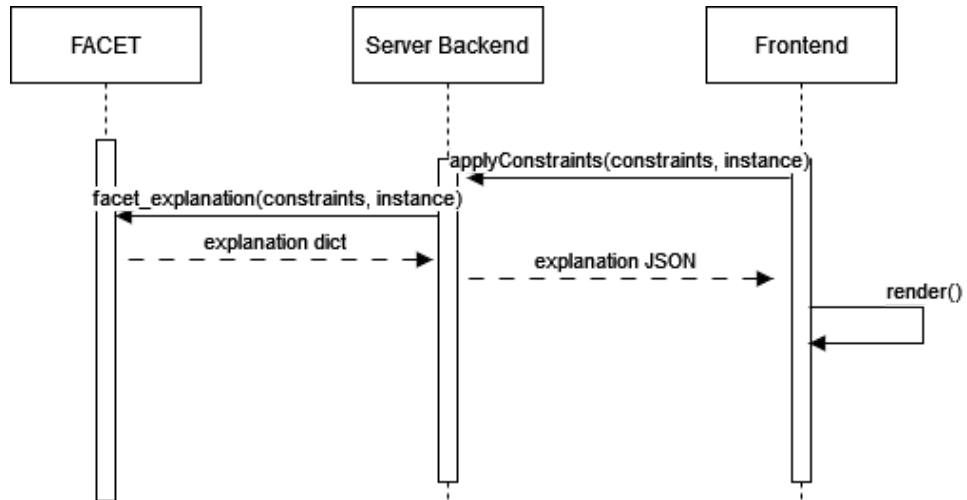 FACET
Server Backend
Frontend
applyConstraints(constraints, instance)
facet_explanation(constraints, instance)
explanation dict
explanation JSON
render()